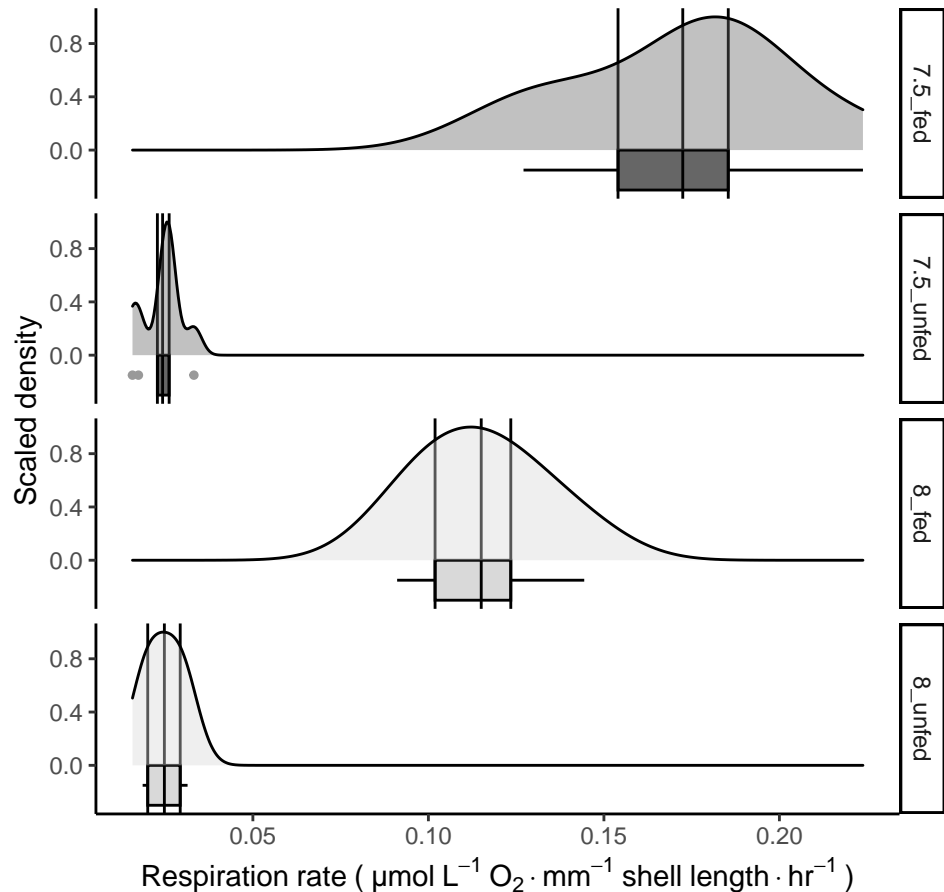 0.8
0.4
0.0
7.5_fed
0.8
0.4
0.0
7.5_unfed
0.8
0.4
0.0
8_fed
0.8
0.4
0.0
8_unfed
Scaled density
0.05 0.10 0.15 0.20
Respiration rate ( μmol L⁻¹ O₂ · mm⁻¹ shell length · hr⁻¹ )